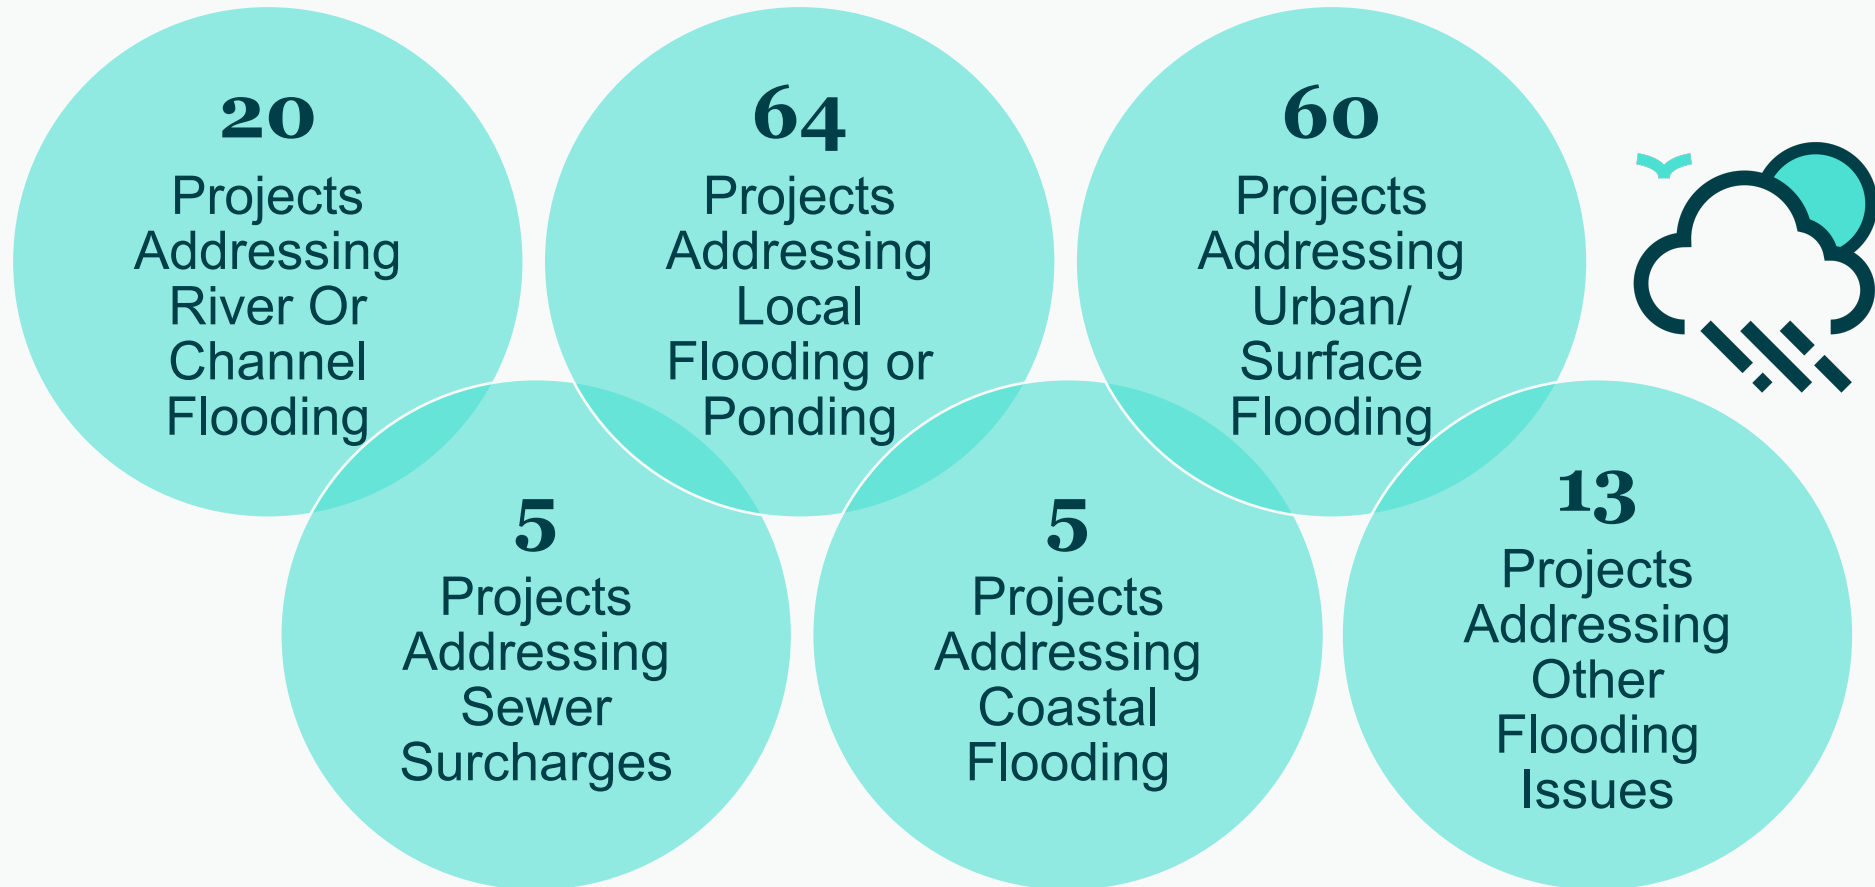 20
Projects
Addressing
River Or
Channel
Flooding
64
Projects
Addressing
Local
Flooding or
Ponding
60
Projects
Addressing
Urban/
Surface
Flooding
5
Projects
Addressing
Sewer
Surcharges
5
Projects
Addressing
Coastal
Flooding
13
Projects
Addressing
Other
Flooding
Issues